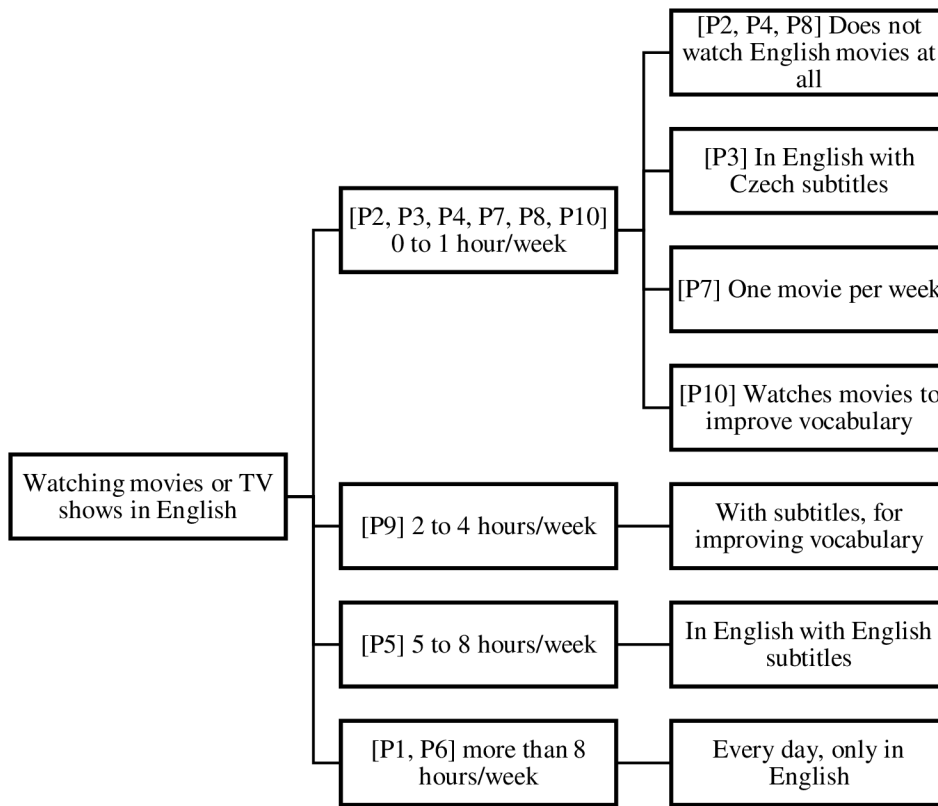 Watching movies or TV
shows in English
[P2, P3, P4, P7, P8, P10]
0 to 1 hour/week
[P2, P4, P8] Does not
watch English movies at
all
[P3] In English with
Czech subtitles
[P7] One movie per week
[P10] Watches movies to
improve vocabulary
[P9] 2 to 4 hours/week
With subtitles, for
improving vocabulary
[P5] 5 to 8 hours/week
In English with English
subtitles
[P1, P6] more than 8
hours/week
Every day, only in
English